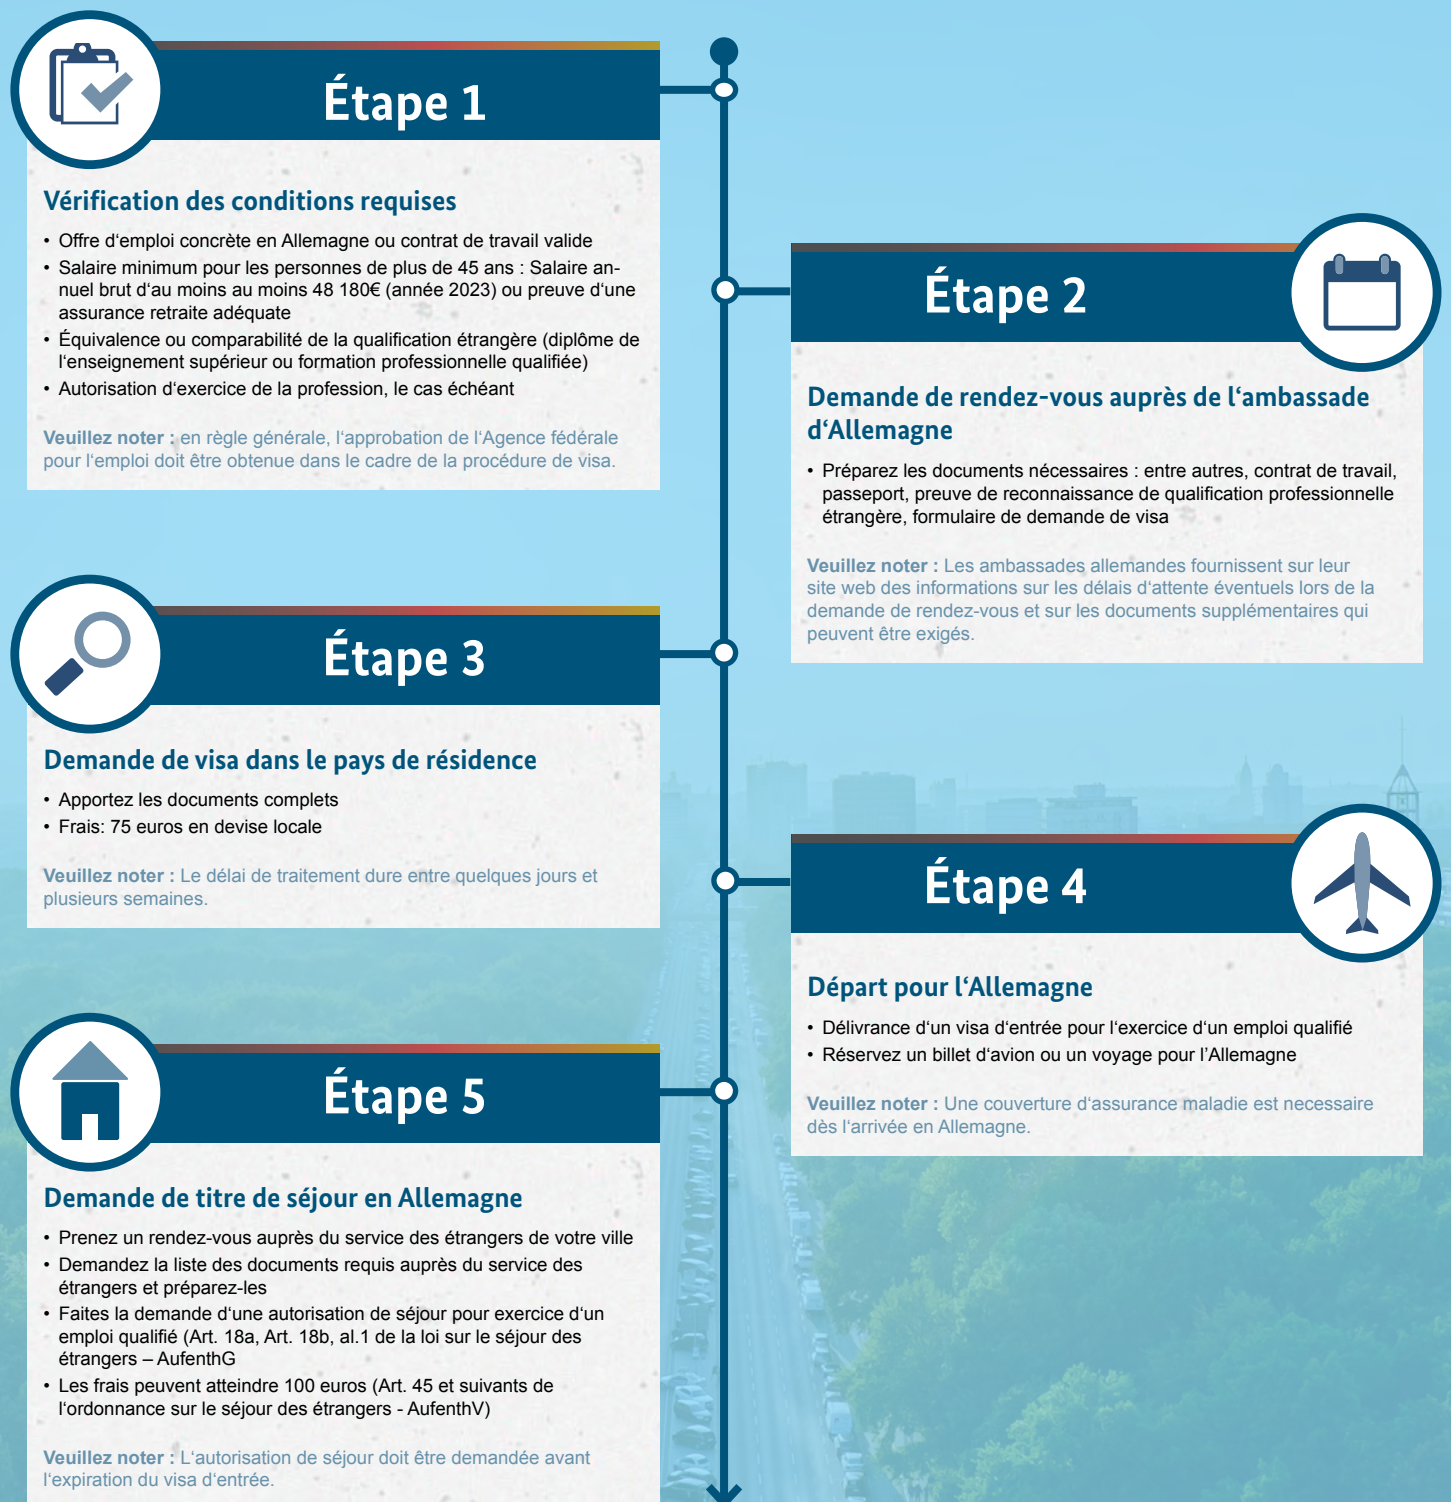 Étape 1
Vérification des conditions requises
• Offre d‘emploi concrète en Allemagne ou contrat de travail valide
• Salaire minimum pour les personnes de plus de 45 ans : Salaire an-
nuel brut d‘au moins au moins 48 180€ (année 2023) ou preuve d‘une
assurance retraite adéquate
• Équivalence ou comparabilité de la qualification étrangère (diplôme de
l‘enseignement supérieur ou formation professionnelle qualifiée)
• Autorisation d‘exercice de la profession, le cas échéant
Veuillez noter : en règle générale, l‘approbation de l‘Agence fédérale
pour l‘emploi doit être obtenue dans le cadre de la procédure de visa.
Étape 2
Demande de rendez-vous auprès de l‘ambassade
d‘Allemagne
• Préparez les documents nécessaires : entre autres, contrat de travail,
passeport, preuve de reconnaissance de qualification professionnelle
étrangère, formulaire de demande de visa
Veuillez noter : Les ambassades allemandes fournissent sur leur
site web des informations sur les délais d‘attente éventuels lors de la
demande de rendez-vous et sur les documents supplémentaires qui
peuvent être exigés.
Étape 3
Demande de visa dans le pays de résidence
• Apportez les documents complets
• Frais: 75 euros en devise locale
Veuillez noter : Le délai de traitement dure entre quelques jours et
plusieurs semaines.
Étape 4
Départ pour l‘Allemagne
• Délivrance d‘un visa d‘entrée pour l‘exercice d‘un emploi qualifié
• Réservez un billet d‘avion ou un voyage pour l’Allemagne
Veuillez noter : Une couverture d‘assurance maladie est necessaire
dès l‘arrivée en Allemagne.
Étape 5
Demande de titre de séjour en Allemagne
• Prenez un rendez-vous auprès du service des étrangers de votre ville
• Demandez la liste des documents requis auprès du service des
étrangers et préparez-les
• Faites la demande d‘une autorisation de séjour pour exercice d‘un
emploi qualifié (Art. 18a, Art. 18b, al.1 de la loi sur le séjour des
étrangers – AufenthG
• Les frais peuvent atteindre 100 euros (Art. 45 et suivants de
l‘ordonnance sur le séjour des étrangers - AufenthV)
Veuillez noter : L‘autorisation de séjour doit être demandée avant
l‘expiration du visa d‘entrée.